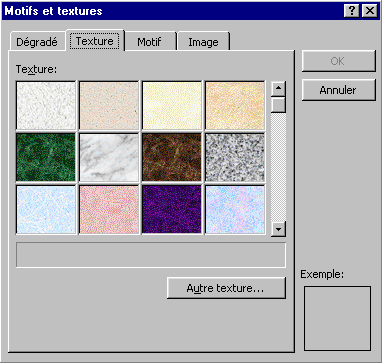 Motifs et textures
Dégradé Texture Motif Image
OK
Texture:
Annuler
Exemple:
Autre texture...